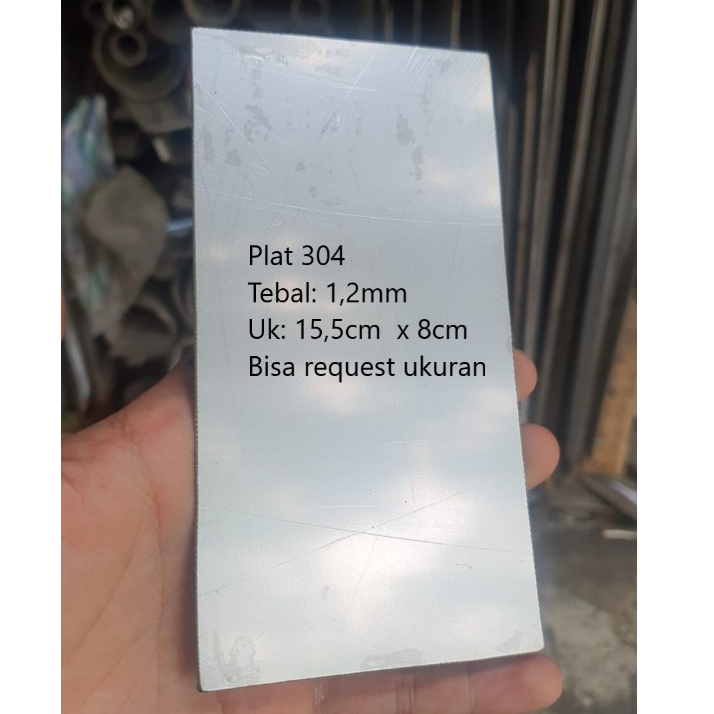 Plat 304
Tebal: 1,2mm
Uk: 15,5cm  x 8cm
Bisa request ukuran